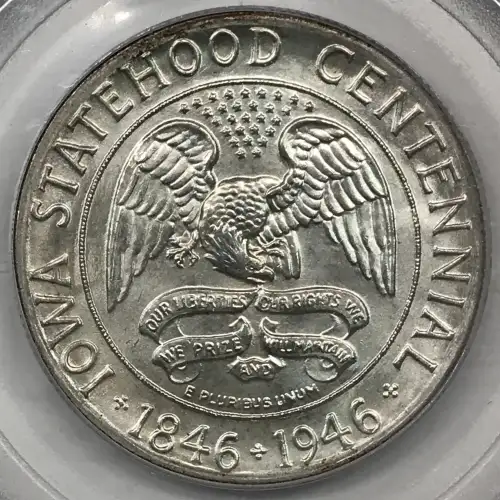 IOWA STATEHOOD CENTENNIAL
OUR LIBERTIES OUR RIGHTS WE
WE PRIZE AND WILL MAINTAIN
E PLURIBUS UNUM
1846 1946